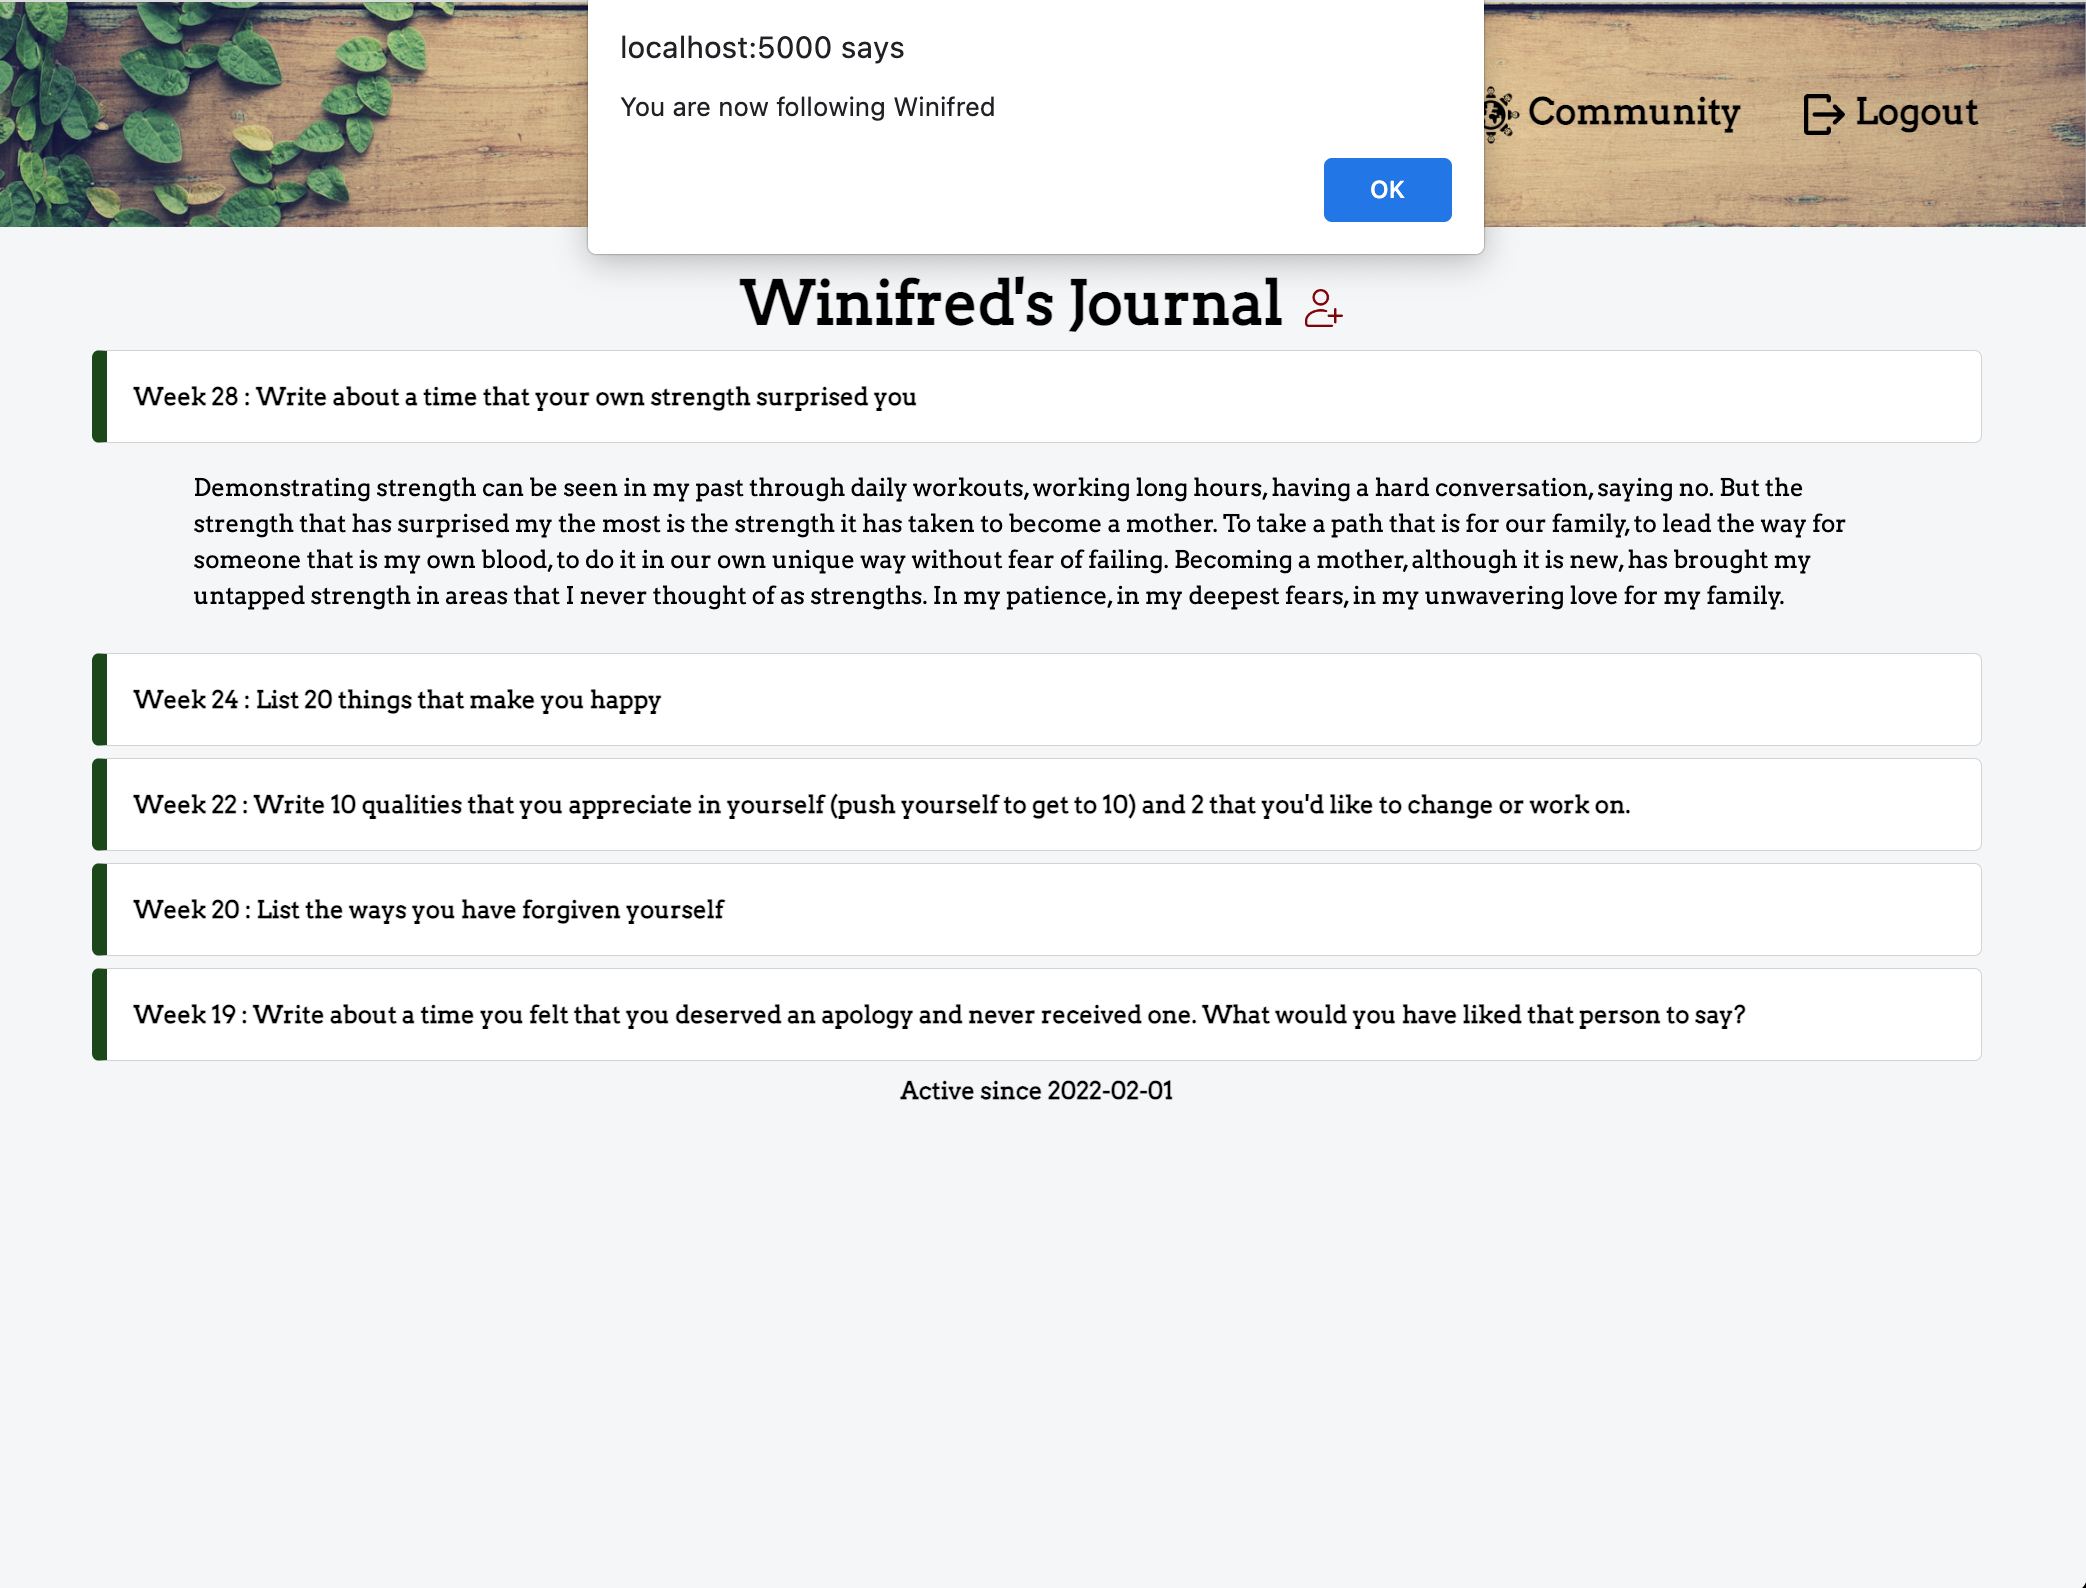 localhost:5000 says
You are now following Winifred
OK
Community
Logout
Winifred's Journal
Week 28 : Write about a time that your own strength surprised you
Demonstrating strength can be seen in my past through daily workouts, working long hours, having a hard conversation, saying no. But the
strength that has surprised my the most is the strength it has taken to become a mother. To take a path that is for our family, to lead the way for
someone that is my own blood, to do it in our own unique way without fear of failing. Becoming a mother, although it is new, has brought my
untapped strength in areas that I never thought of as strengths. In my patience, in my deepest fears, in my unwavering love for my family.
Week 24 : List 20 things that make you happy
Week 22 : Write 10 qualities that you appreciate in yourself (push yourself to get to 10) and 2 that you'd like to change or work on.
Week 20 : List the ways you have forgiven yourself
Week 19 : Write about a time you felt that you deserved an apology and never received one. What would you have liked that person to say?
Active since 2022-02-01